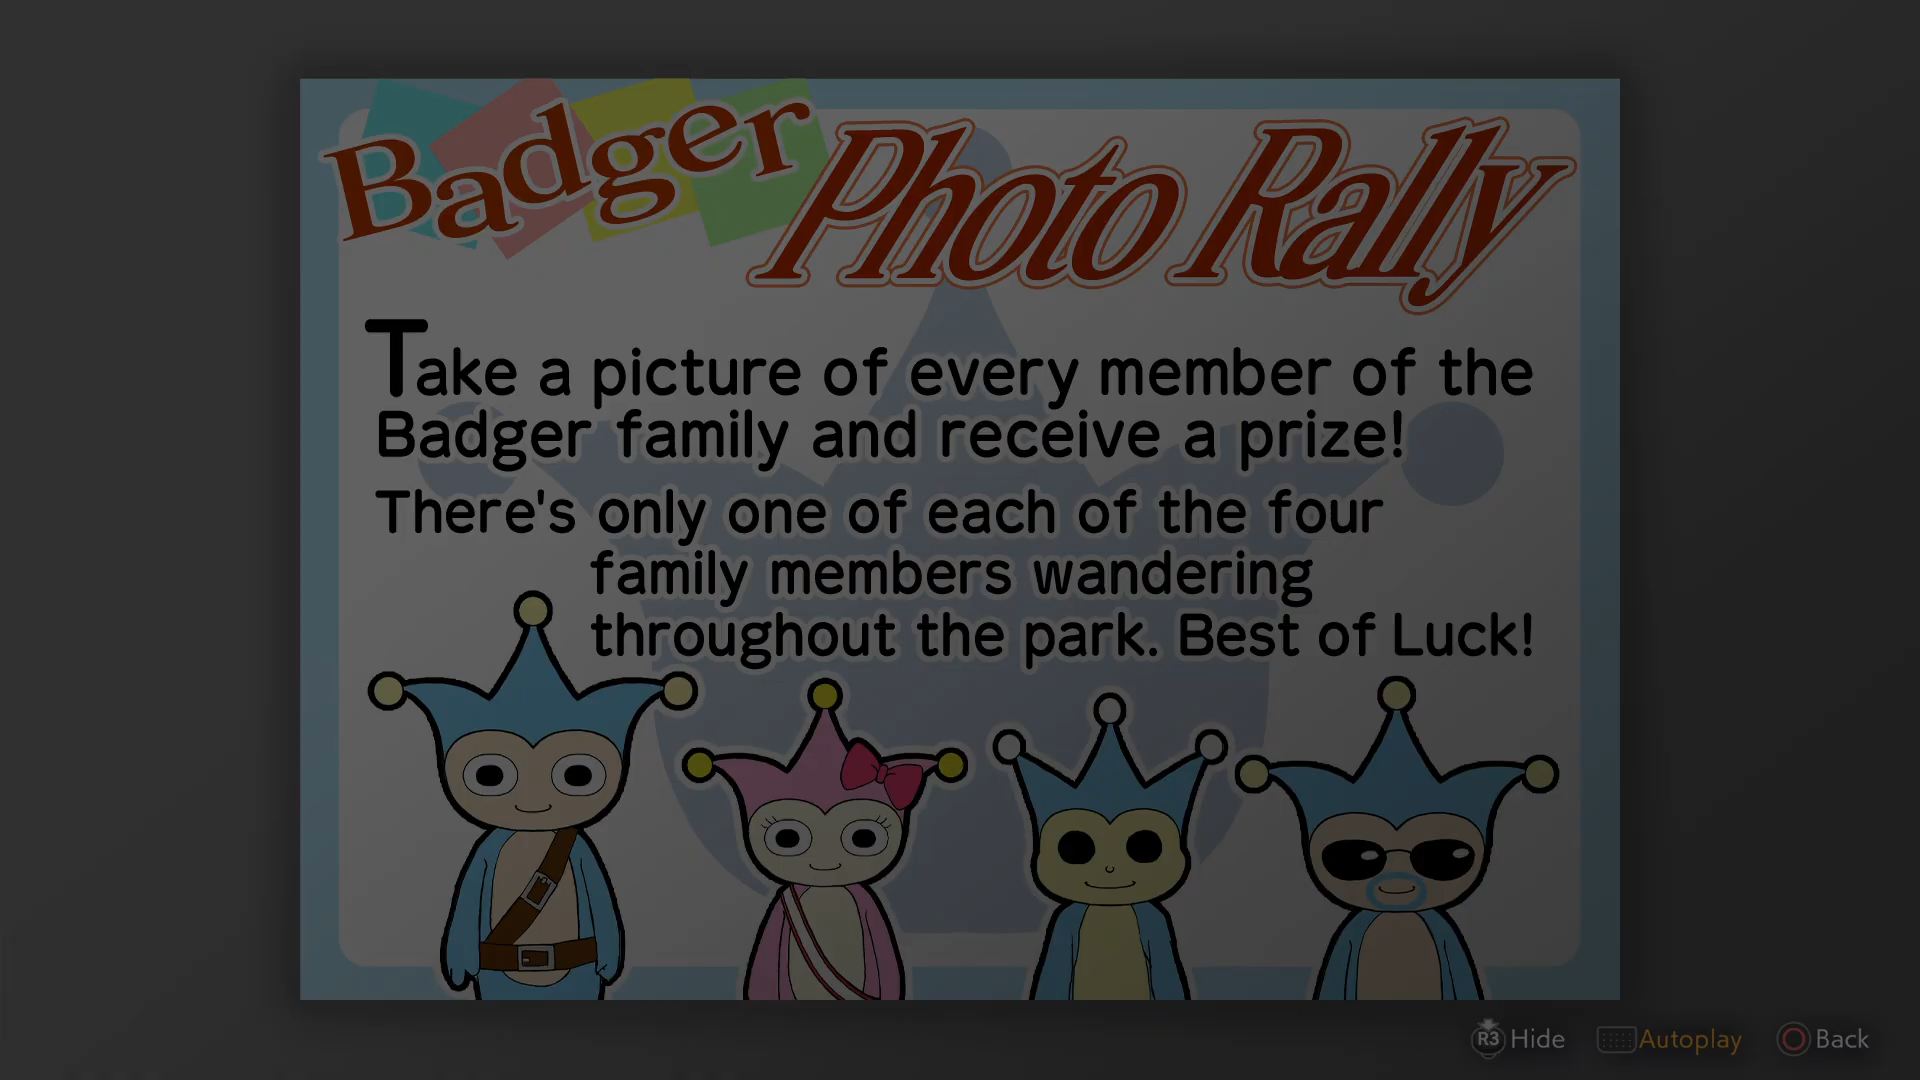 Badger Photo Rally
Take a picture of every member of the
Badger family and receive a prize!
There's only one of each of the four
family members wandering
throughout the park. Best of Luck!
R3 Hide Autoplay Back